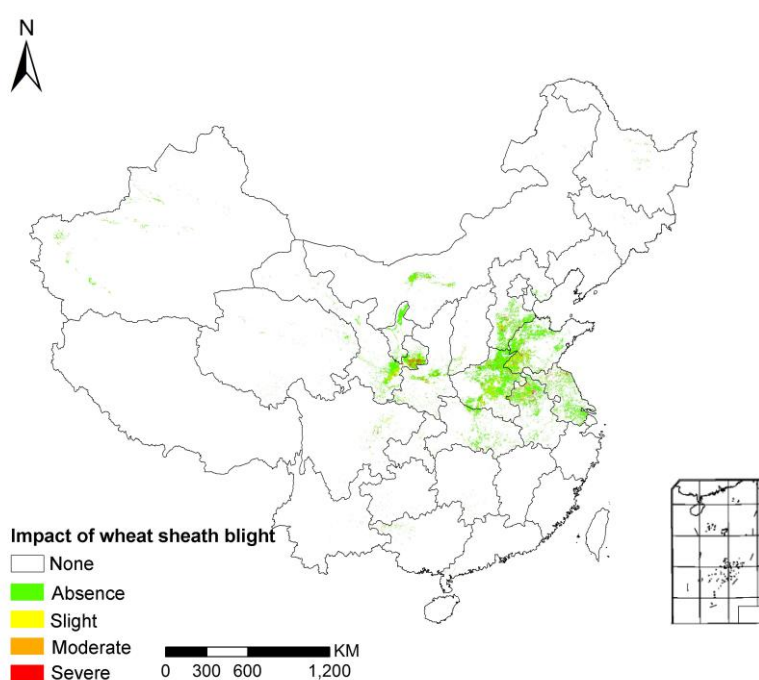 N
Impact of wheat sheath blight
None
Absence
Slight
Moderate
Severe
KM
0 300 600 1,200